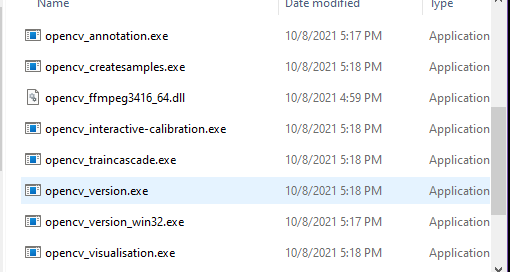 Name Date modified Type
opencv_annotation.exe 10/8/2021 5:17 PM Application
opencv_createsamples.exe 10/8/2021 5:18 PM Application
opencv_ffmpeg3416_64.dll 10/8/2021 4:59 PM Application
opencv_interactive-calibration.exe 10/8/2021 5:18 PM Application
opencv_traincascade.exe 10/8/2021 5:18 PM Application
opencv_version.exe 10/8/2021 5:18 PM Application
opencv_version_win32.exe 10/8/2021 5:17 PM Application
opencv_visualisation.exe 10/8/2021 5:18 PM Application